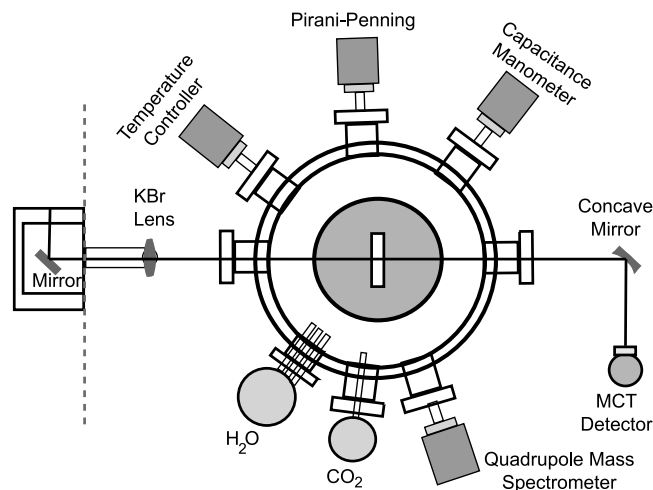 Pirani-Penning
Capacitance
Manometer
Temperature
Controller
KBr
Lens
Mirror
Concave
Mirror
MCT
Detector
H₂O
CO₂
Quadrupole Mass
Spectrometer